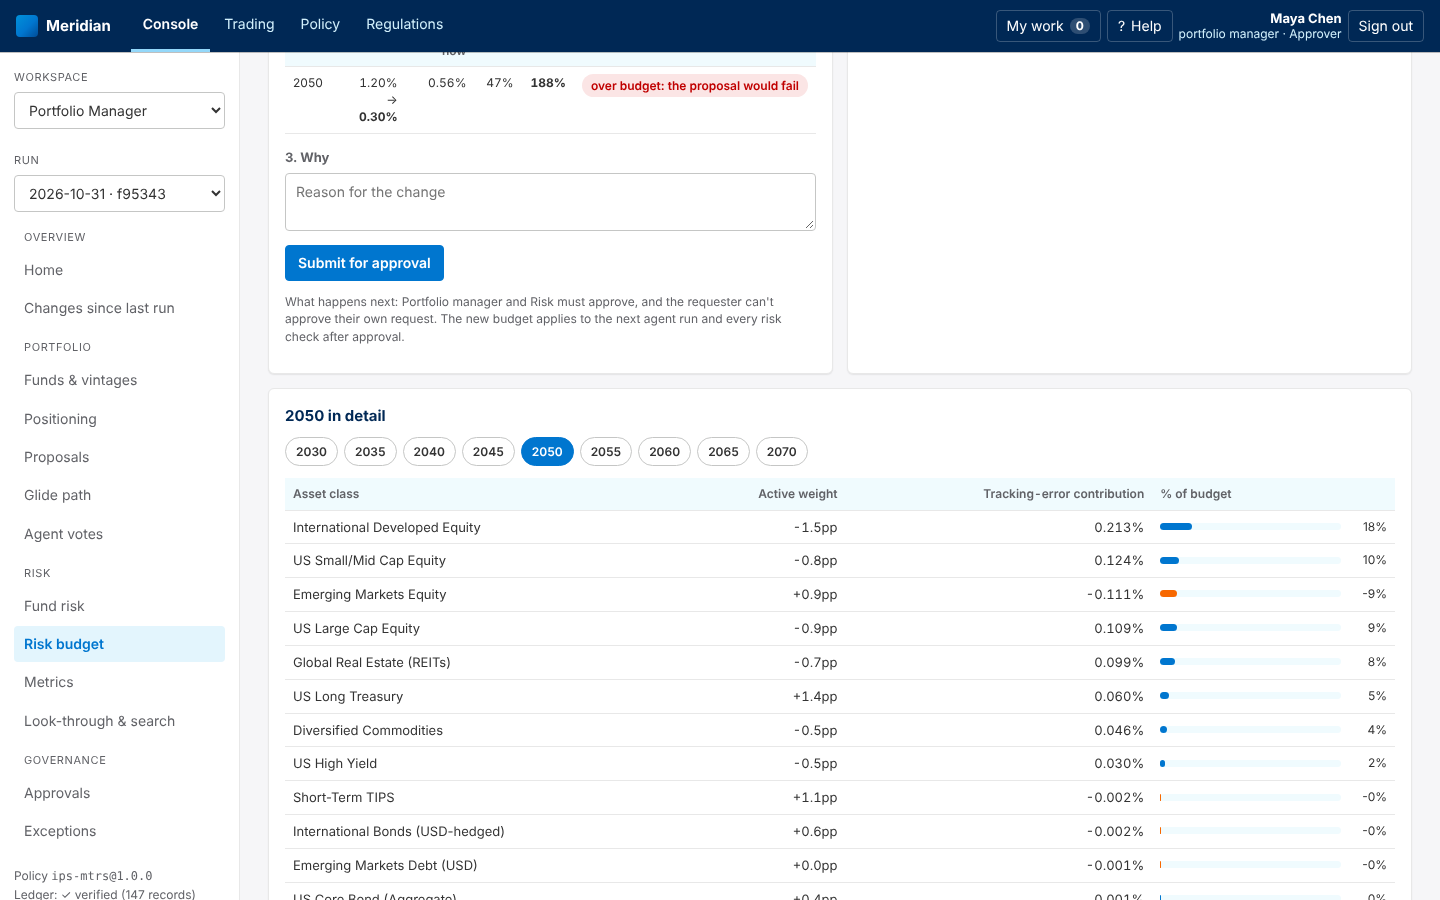 Meridian
Console
Trading
Policy
Regulations
My work 0
? Help
Maya Chen
portfolio manager · Approver
Sign out
WORKSPACE
Portfolio Manager
RUN
2026-10-31 · f95343
OVERVIEW
Home
Changes since last run
PORTFOLIO
Funds & vintages
Positioning
Proposals
Glide path
Agent votes
RISK
Fund risk
Risk budget
Metrics
Look-through & search
GOVERNANCE
Approvals
Exceptions
Policy ips-mtrs@1.0.0
Ledger: ✓ verified (147 records)
now
2050 1.20% → 0.30% 0.56% 47% 188% over budget: the proposal would fail
3. Why
Reason for the change
Submit for approval
What happens next: Portfolio manager and Risk must approve, and the requester can't
approve their own request. The new budget applies to the next agent run and every risk
check after approval.
2050 in detail
2030 2035 2040 2045 2050 2055 2060 2065 2070
Asset class Active weight Tracking-error contribution % of budget
International Developed Equity -1.5pp 0.213% 18%
US Small/Mid Cap Equity -0.8pp 0.124% 10%
Emerging Markets Equity +0.9pp -0.111% -9%
US Large Cap Equity -0.9pp 0.109% 9%
Global Real Estate (REITs) -0.7pp 0.099% 8%
US Long Treasury +1.4pp 0.060% 5%
Diversified Commodities -0.5pp 0.046% 4%
US High Yield -0.5pp 0.030% 2%
Short-Term TIPS +1.1pp -0.002% -0%
International Bonds (USD-hedged) +0.6pp -0.002% -0%
Emerging Markets Debt (USD) +0.0pp -0.001% -0%
US Core Bond (Aggregate) +0.4pp 0.001% 0%